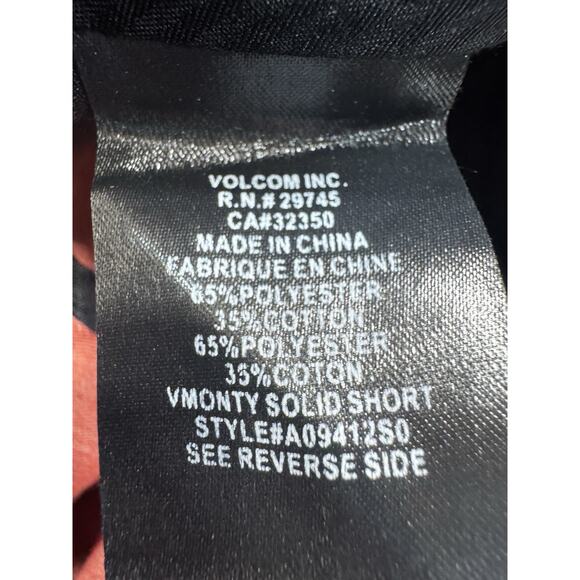 VOLCOM INC.
R.N.# 29745
CA#32350
MADE IN CHINA
FABRIQUE EN CHINE
65%POLYESTER
35%COTTON
65%POLYESTER
35%COTON
VMONTY SOLID SHORT
STYLE#A09412S0
SEE REVERSE SIDE